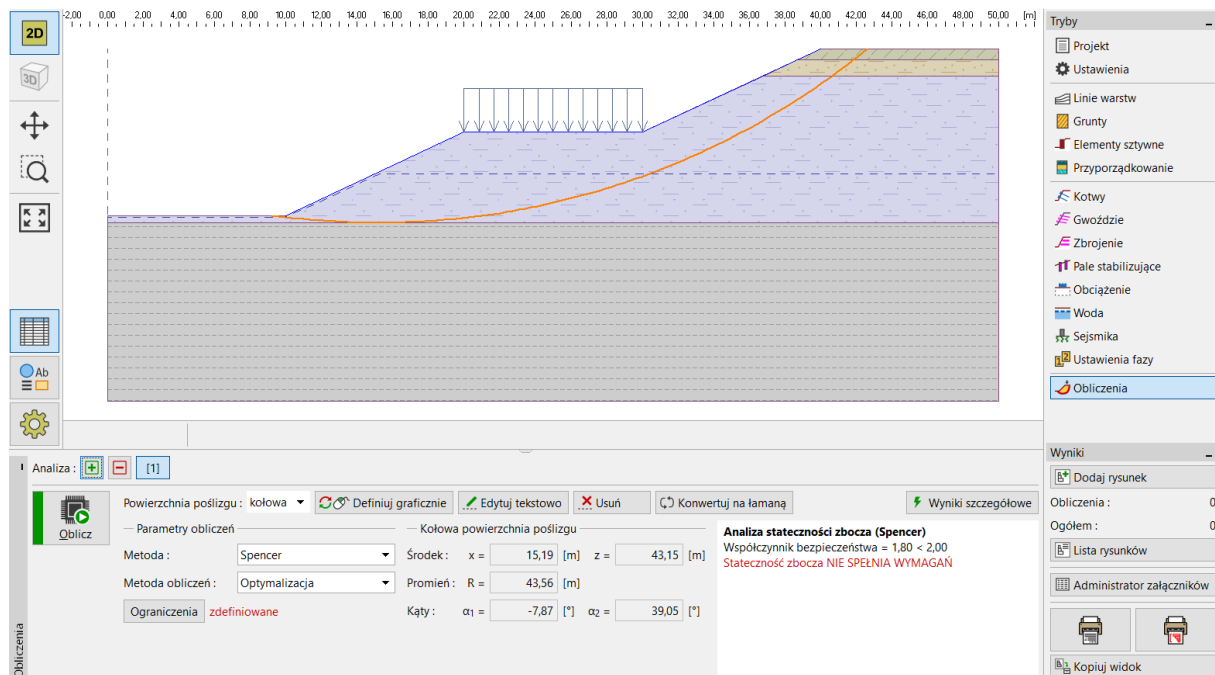 -2,00 0,00 2,00 4,00 6,00 8,00 10,00 12,00 14,00 16,00 18,00 20,00 22,00 24,00 26,00 28,00 30,00 32,00 34,00 36,00 38,00 40,00 42,00 44,00 46,00 48,00 50,00 [m]
2D
3D
Ab
Tryby
Projekt
Ustawienia
Linie warstw
Grunty
Elementy sztywne
Przyporządkowanie
Kotwy
Gwoździe
Zbrojenie
Pale stabilizujące
Obciążenie
Woda
Sejsmika
Ustawienia fazy
Obliczenia
Analiza : [1]
Oblicz
Powierzchnia poślizgu : kołowa
Definiuj graficznie
Edytuj tekstowo
Usuń
Konwertuj na łamaną
Wyniki szczegółowe
Parametry obliczeń
Metoda : Spencer
Metoda obliczeń : Optymalizacja
Ograniczenia zdefiniowane
Kołowa powierzchnia poślizgu
Środek : x = 15,19 [m] z = 43,15 [m]
Promień : R = 43,56 [m]
Kąty : α1 = -7,87 [°] α2 = 39,05 [°]
Analiza stateczności zbocza (Spencer)
Współczynnik bezpieczeństwa = 1,80 < 2,00
Stateczność zbocza NIE SPEŁNIA WYMAGAŃ
Obliczenia
Wyniki
Dodaj rysunek
Obliczenia : 0
Ogółem : 0
Lista rysunków
Administrator załączników
Kopiuj widok